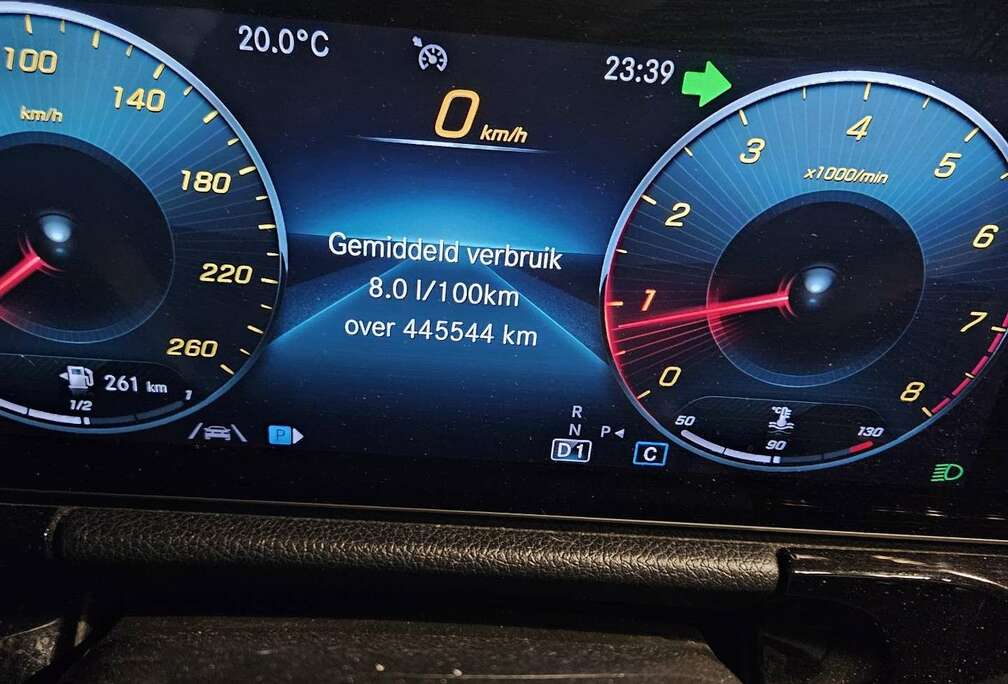 20.0°C
23:39
0 km/h
100
140
km/h
180
220
260
261 km
1/2
1
Gemiddeld verbruik
8.0 l/100km
over 445544 km
P
R
N
P
D1
C
0
1
2
3
4
5
6
7
8
x1000/min
50
°C
90
130